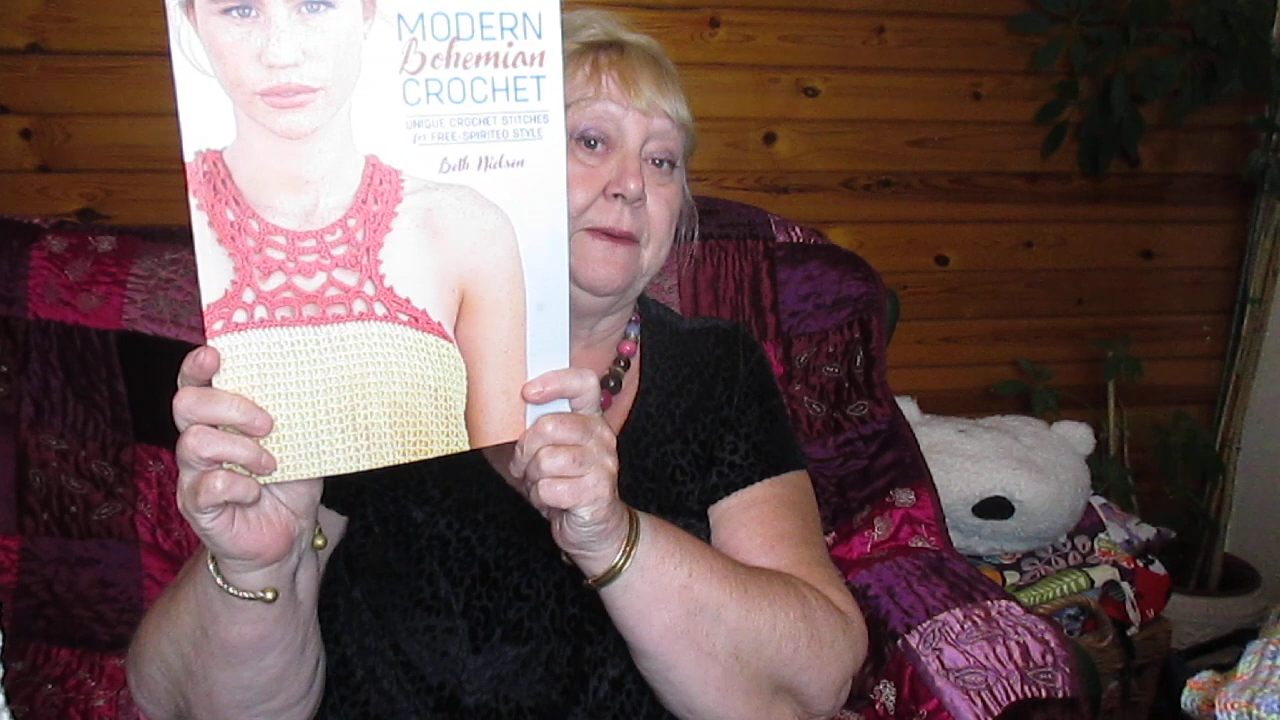 MODERN
Bohemian
CROCHET
UNIQUE CROCHET STITCHES
for FREE-SPIRITED STYLE
Beth Nielsen